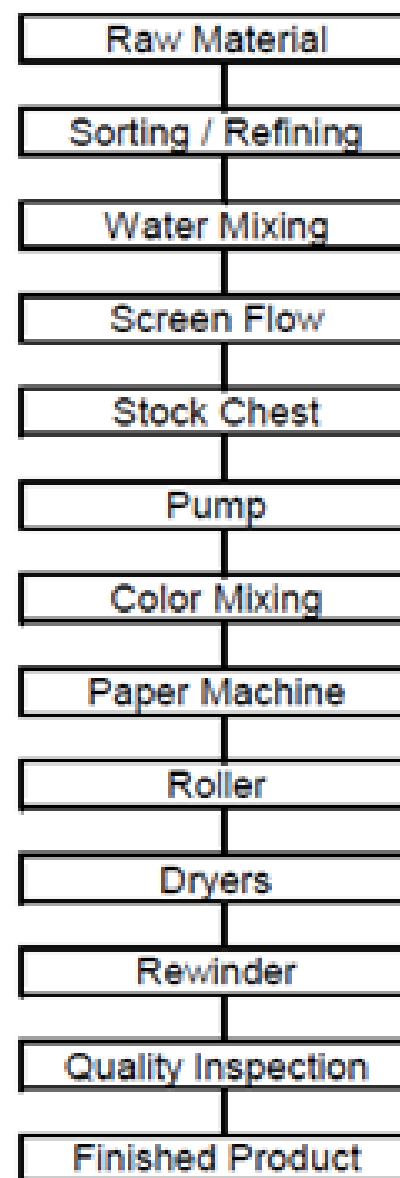 Raw Material
Sorting / Refining
Water Mixing
Screen Flow
Stock Chest
Pump
Color Mixing
Paper Machine
Roller
Dryers
Rewinder
Quality Inspection
Finished Product